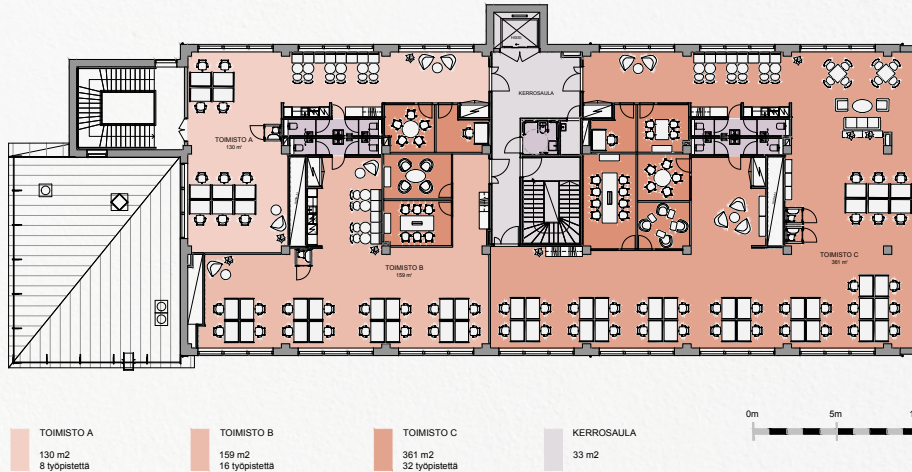 HISSI
KERROSAULA
TOIMISTO A
130 m²
TOIMISTO B
159 m²
TOIMISTO C
361 m²
TOIMISTO A
130 m2
8 työpistettä
TOIMISTO B
159 m2
16 työpistettä
TOIMISTO C
361 m2
32 työpistettä
KERROSAULA
33 m2
0m
5m